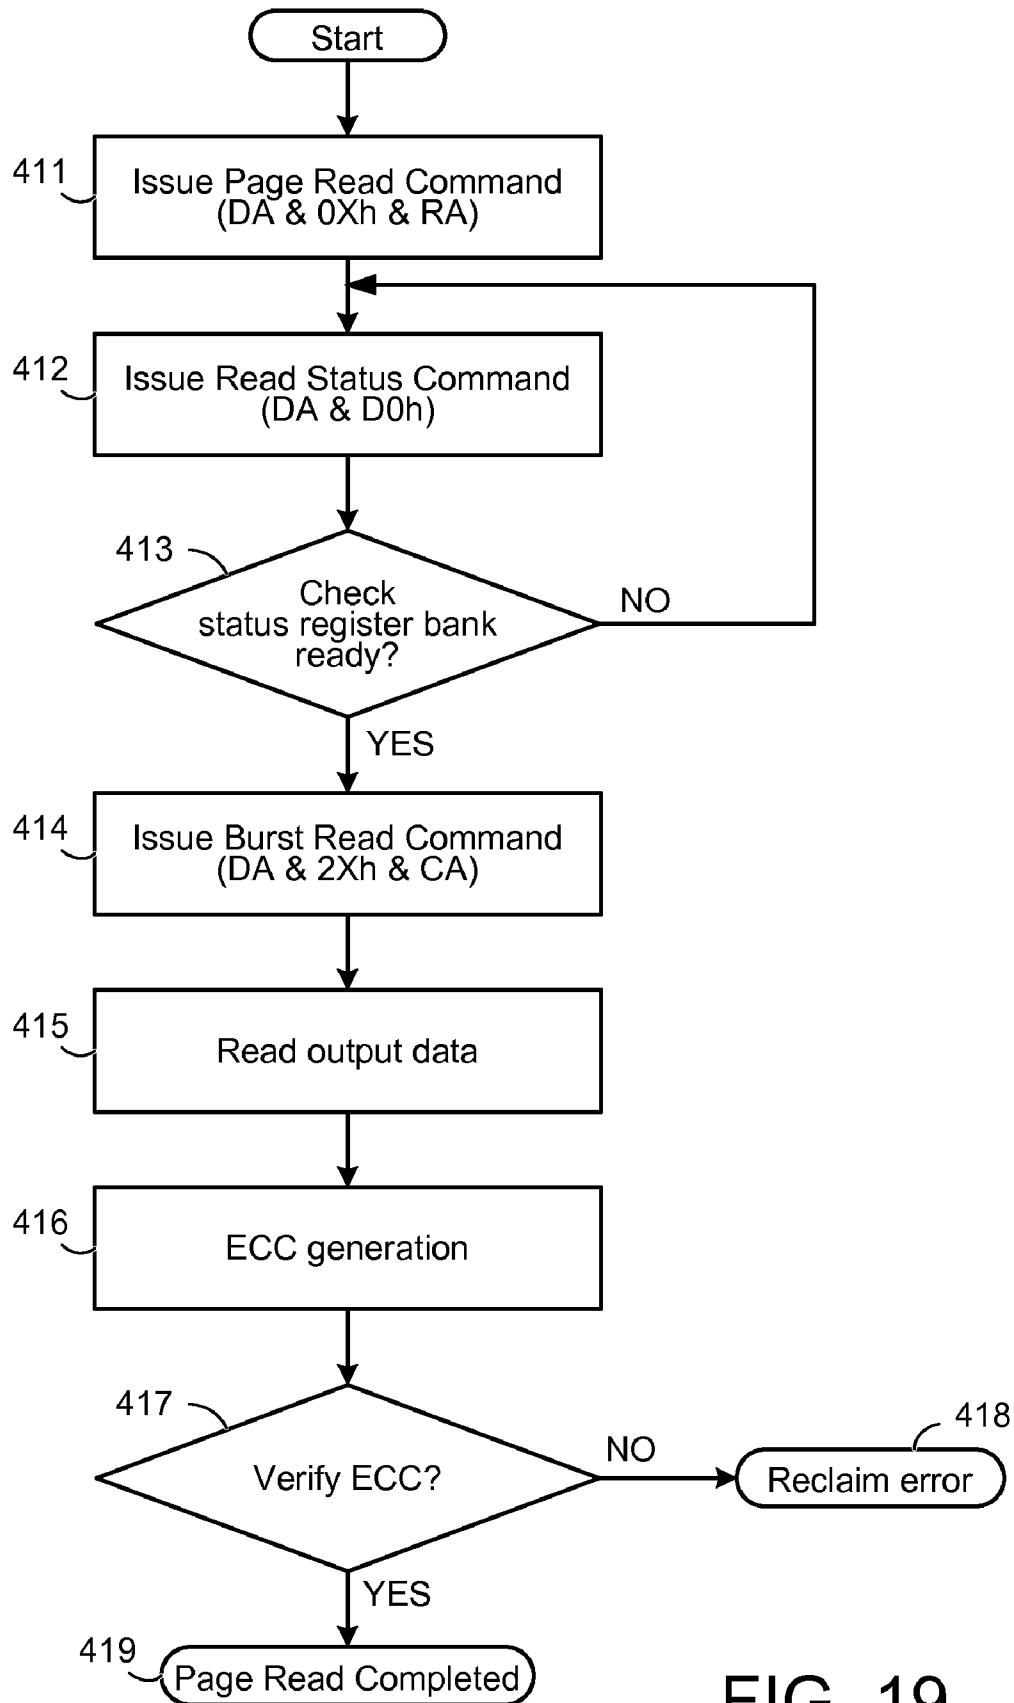 Start
411
Issue Page Read Command
(DA & 0Xh & RA)
412
Issue Read Status Command
(DA & D0h)
413
Check
status register bank
ready?
NO
YES
414
Issue Burst Read Command
(DA & 2Xh & CA)
415
Read output data
416
ECC generation
417
Verify ECC?
NO
418
Reclaim error
YES
419
Page Read Completed
FIG. 19